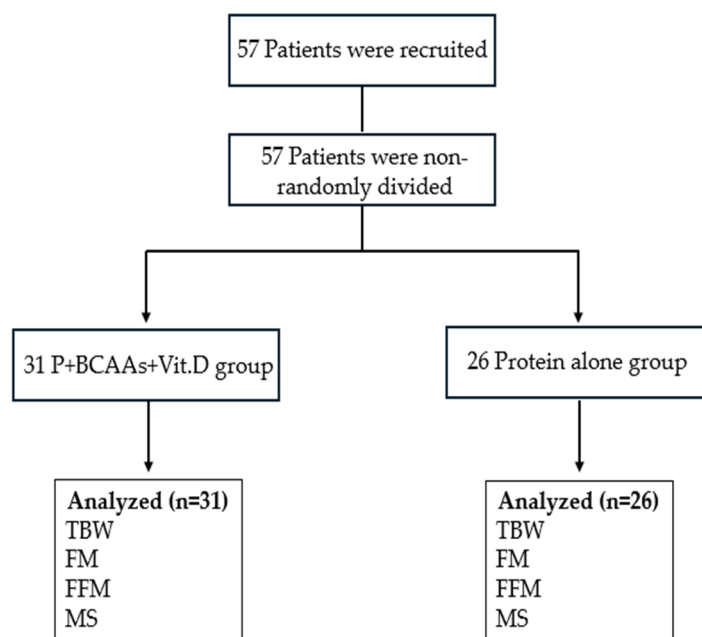 57 Patients were recruited
57 Patients were non-
randomly divided
31 P+BCAAs+Vit.D group
26 Protein alone group
Analyzed (n=31)
TBW
FM
FFM
MS
Analyzed (n=26)
TBW
FM
FFM
MS